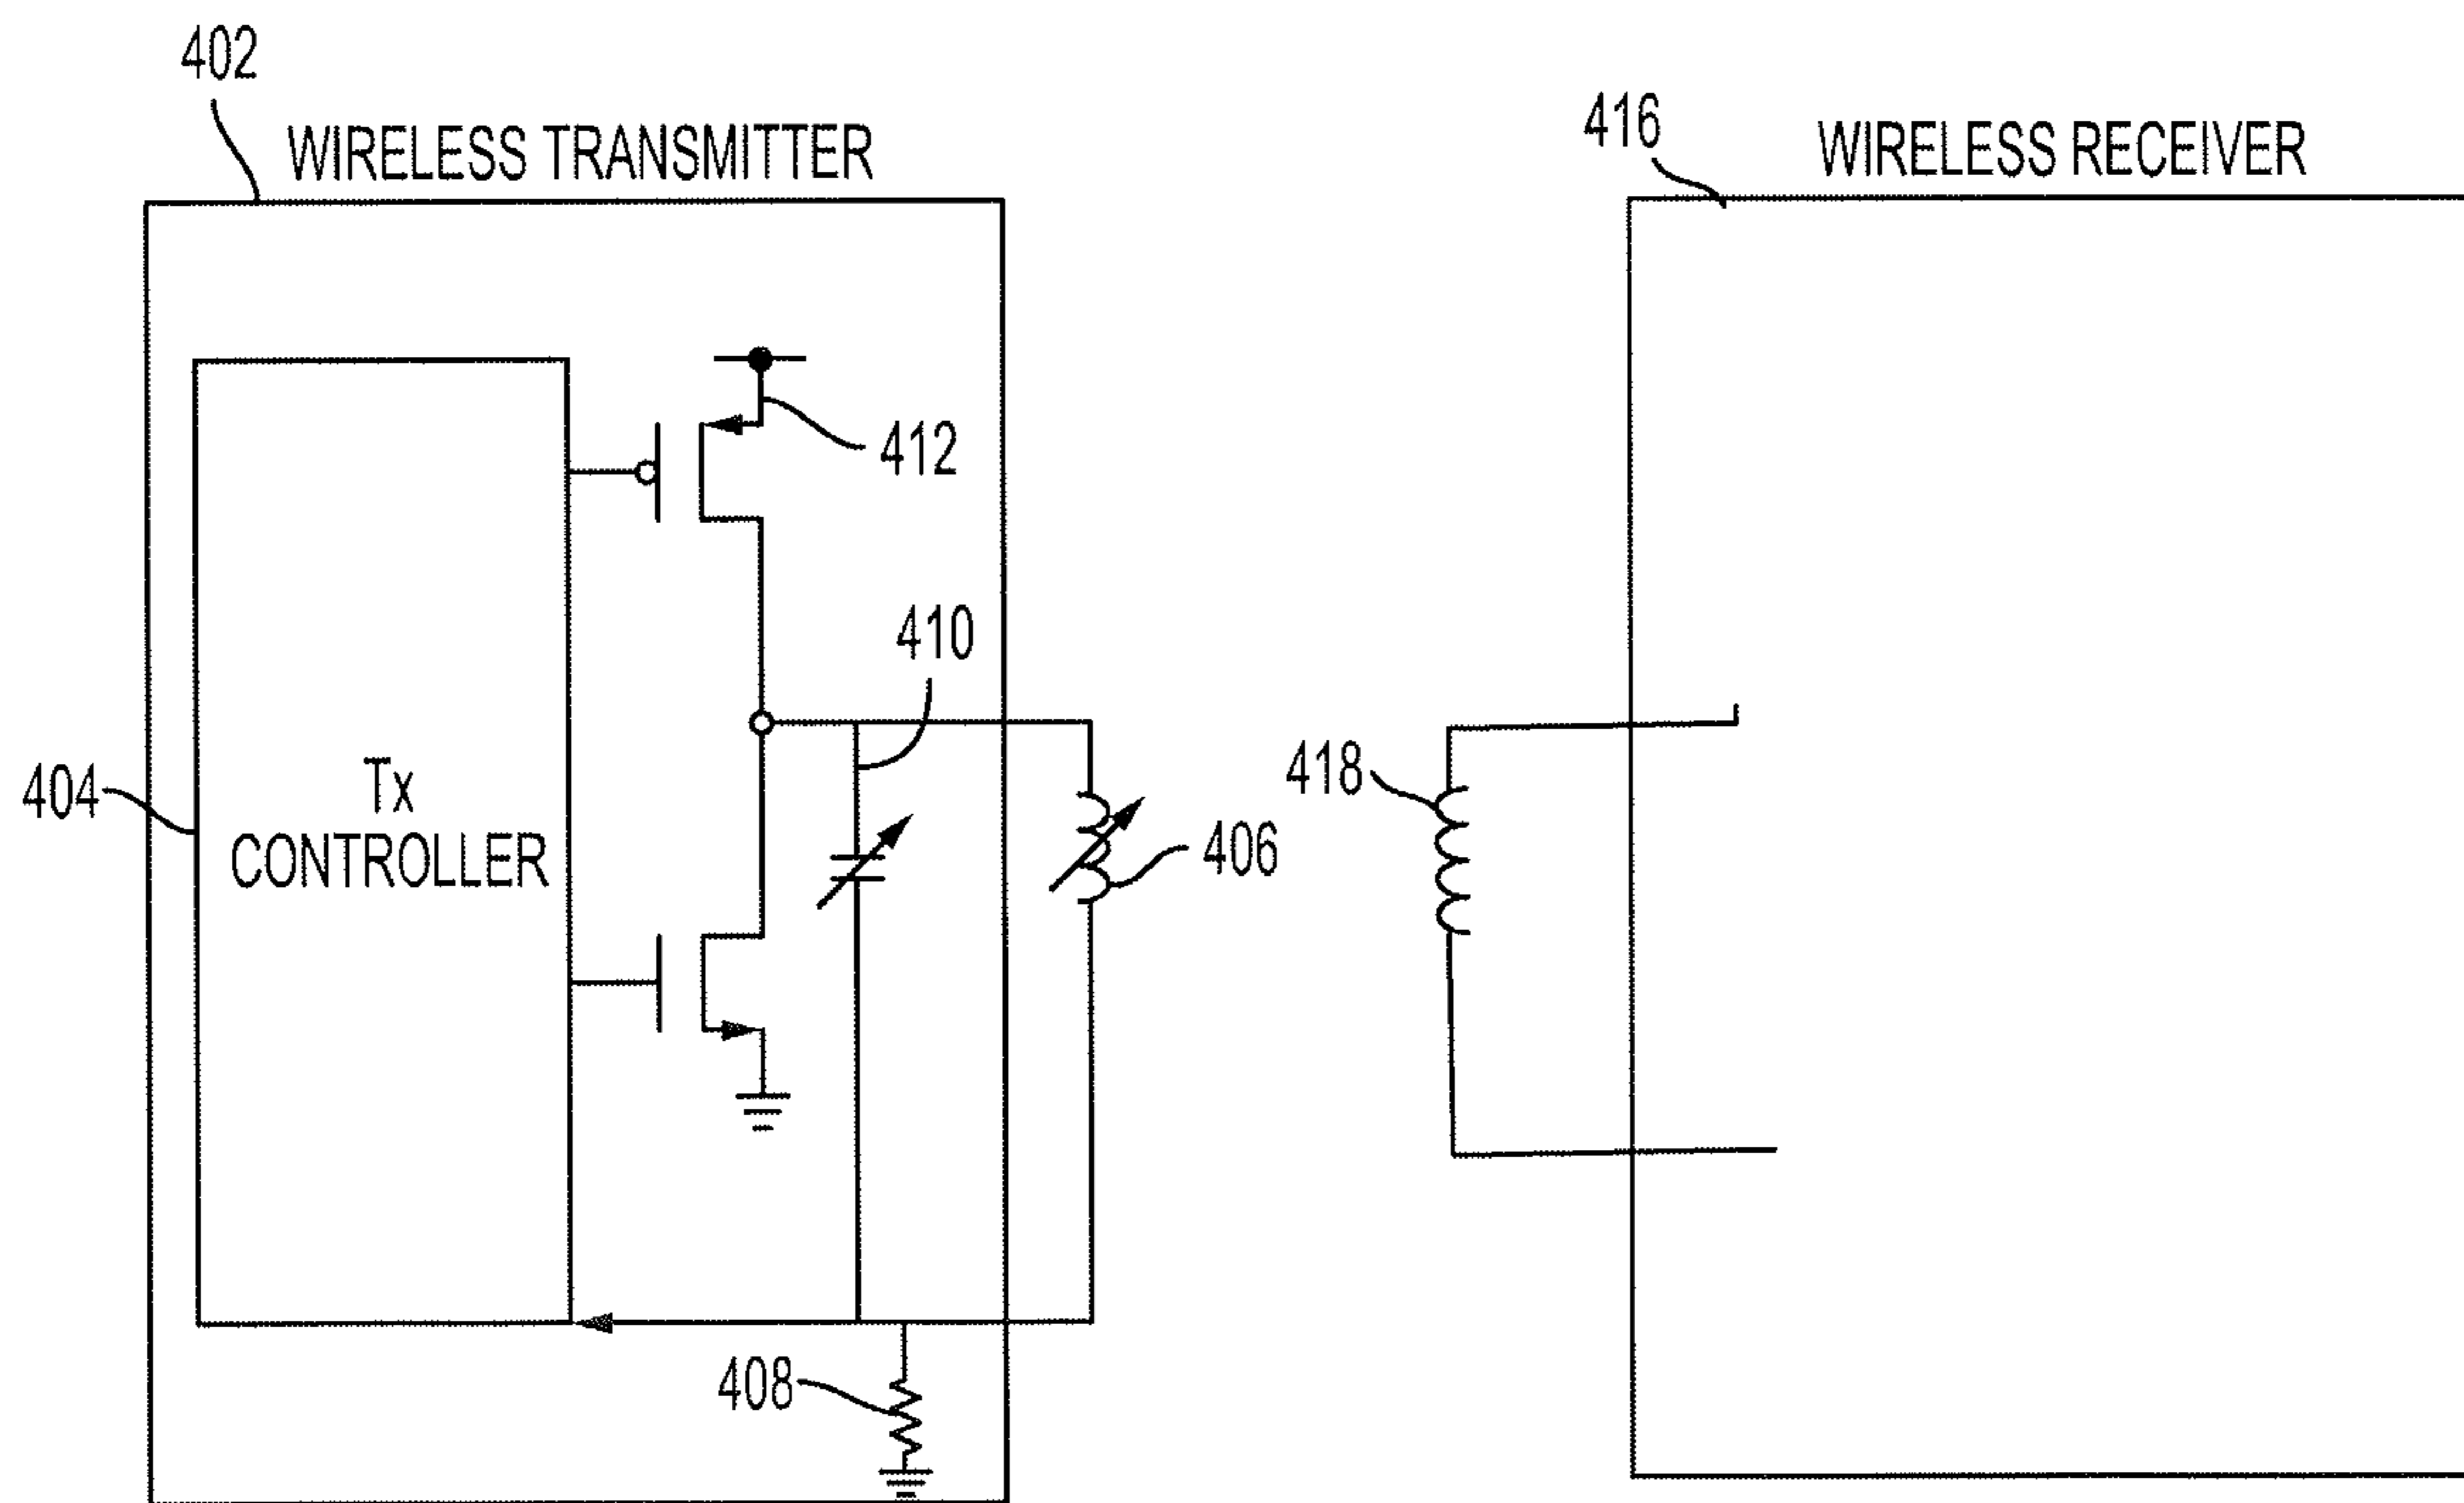 402
WIRELESS TRANSMITTER
416
WIRELESS RECEIVER
412
410
404
Tx
CONTROLLER
418
406
408